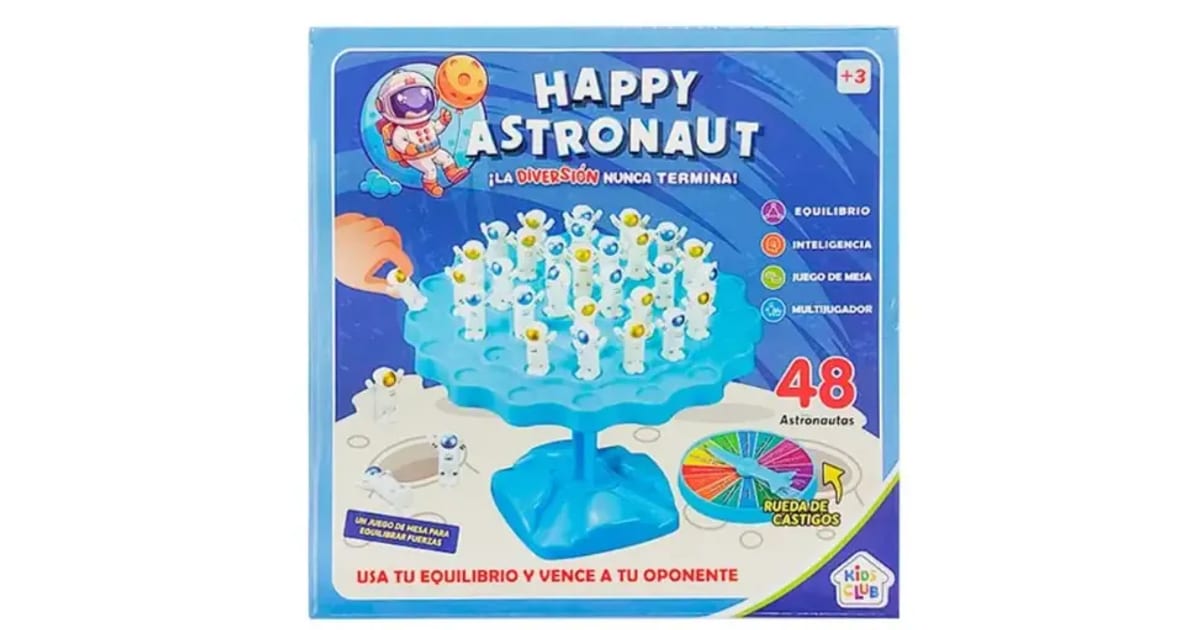 HAPPY
ASTRONAUT
¡LA DIVERSIÓN NUNCA TERMINA!
+3
EQUILIBRIO
INTELIGENCIA
JUEGO DE MESA
MULTIJUGADOR
48
Astronautas
RUEDA DE
CASTIGOS
UN JUEGO DE MESA PARA
EQUILIBRAR FUERZAS
USA TU EQUILIBRIO Y VENCE A TU OPONENTE
KiDS
CLUB